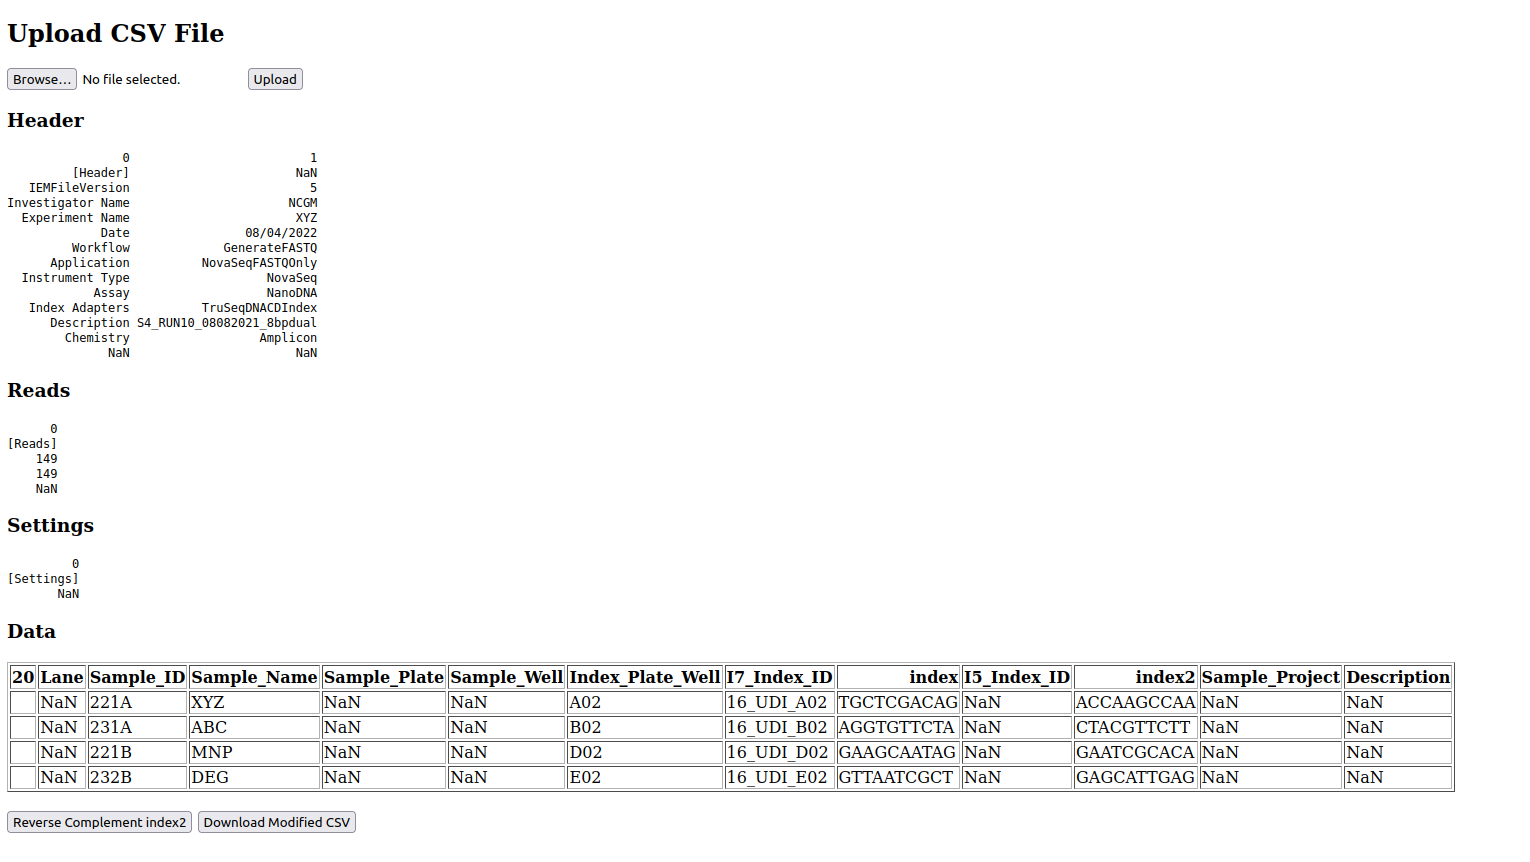 Upload CSV File
Browse... No file selected. Upload
Header
0 1
[Header] NaN
IEMFileVersion 5
Investigator Name NCGM
Experiment Name XYZ
Date 08/04/2022
Workflow GenerateFASTQ
Application NovaSeqFASTQOnly
Instrument Type NovaSeq
Assay NanoDNA
Index Adapters TruSeqDNACDIndex
Description S4_RUN10_08082021_8bpdual
Chemistry Amplicon
NaN NaN
Reads
0
[Reads]
149
149
NaN
Settings
0
[Settings]
NaN
Data
20 Lane Sample_ID Sample_Name Sample_Plate Sample_Well Index_Plate_Well I7_Index_ID index I5_Index_ID index2 Sample_Project Description
NaN 221A XYZ NaN NaN A02 16_UDI_A02 TGCTCGACAG NaN ACCAAGCCAA NaN NaN
NaN 231A ABC NaN NaN B02 16_UDI_B02 AGGTGTTCTA NaN CTACGTTCTT NaN NaN
NaN 221B MNP NaN NaN D02 16_UDI_D02 GAAGCAATAG NaN GAATCGCACA NaN NaN
NaN 232B DEG NaN NaN E02 16_UDI_E02 GTTAATCGCT NaN GAGCATTGAG NaN NaN
Reverse Complement index2 Download Modified CSV